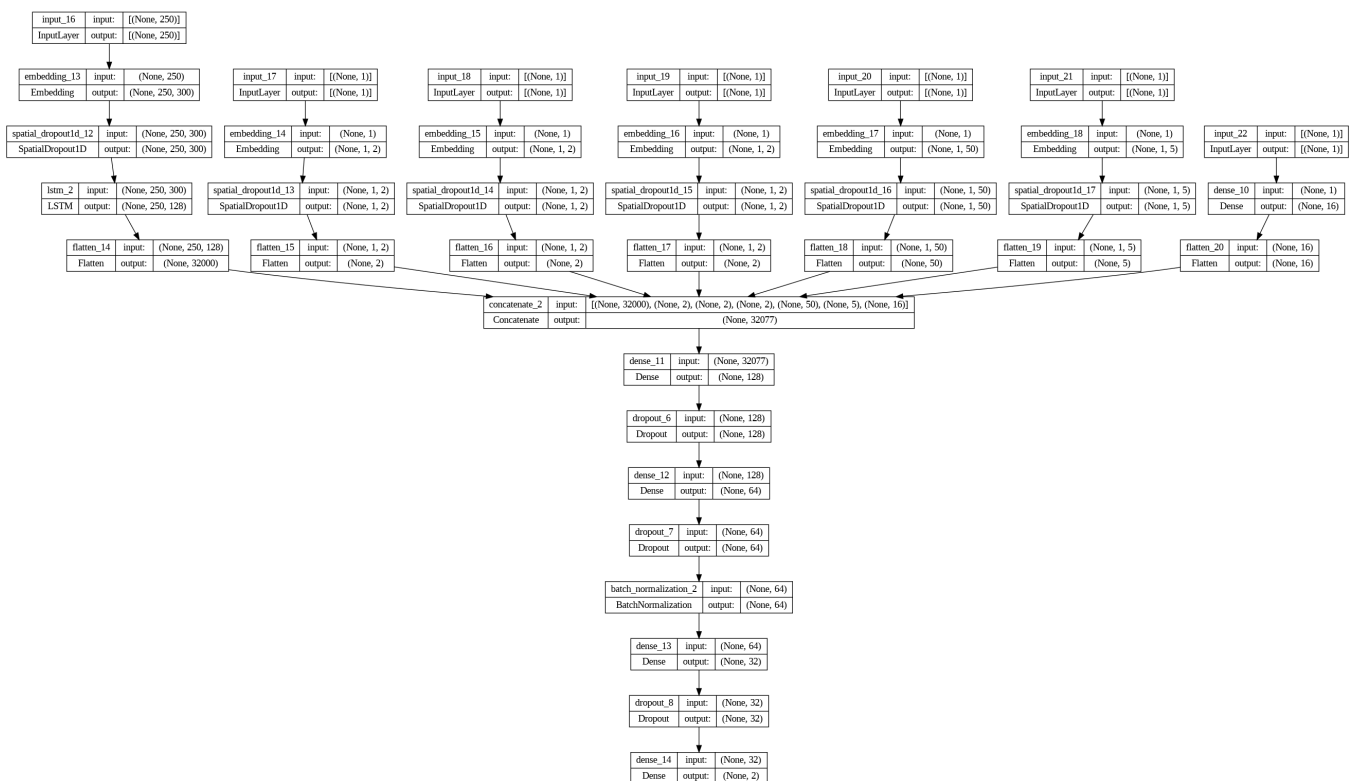 input_16 input: [(None, 250)]
InputLayer output: [(None, 250)]
embedding_13 input: (None, 250)
Embedding output: (None, 250, 300)
input_17 input: [(None, 1)]
InputLayer output: [(None, 1)]
input_18 input: [(None, 1)]
InputLayer output: [(None, 1)]
input_19 input: [(None, 1)]
InputLayer output: [(None, 1)]
input_20 input: [(None, 1)]
InputLayer output: [(None, 1)]
input_21 input: [(None, 1)]
InputLayer output: [(None, 1)]
spatial_dropout1d_12 input: (None, 250, 300)
SpatialDropout1D output: (None, 250, 300)
embedding_14 input: (None, 1)
Embedding output: (None, 1, 2)
embedding_15 input: (None, 1)
Embedding output: (None, 1, 2)
embedding_16 input: (None, 1)
Embedding output: (None, 1, 2)
embedding_17 input: (None, 1)
Embedding output: (None, 1, 50)
embedding_18 input: (None, 1)
Embedding output: (None, 1, 5)
input_22 input: [(None, 1)]
InputLayer output: [(None, 1)]
lstm_2 input: (None, 250, 300)
LSTM output: (None, 250, 128)
spatial_dropout1d_13 input: (None, 1, 2)
SpatialDropout1D output: (None, 1, 2)
spatial_dropout1d_14 input: (None, 1, 2)
SpatialDropout1D output: (None, 1, 2)
spatial_dropout1d_15 input: (None, 1, 2)
SpatialDropout1D output: (None, 1, 2)
spatial_dropout1d_16 input: (None, 1, 50)
SpatialDropout1D output: (None, 1, 50)
spatial_dropout1d_17 input: (None, 1, 5)
SpatialDropout1D output: (None, 1, 5)
dense_10 input: (None, 1)
Dense output: (None, 16)
flatten_14 input: (None, 250, 128)
Flatten output: (None, 32000)
flatten_15 input: (None, 1, 2)
Flatten output: (None, 2)
flatten_16 input: (None, 1, 2)
Flatten output: (None, 2)
flatten_17 input: (None, 1, 2)
Flatten output: (None, 2)
flatten_18 input: (None, 1, 50)
Flatten output: (None, 50)
flatten_19 input: (None, 1, 5)
Flatten output: (None, 5)
flatten_20 input: (None, 16)
Flatten output: (None, 16)
concatenate_2 input: [(None, 32000), (None, 2), (None, 2), (None, 2), (None, 50), (None, 5), (None, 16)]
Concatenate output: (None, 32077)
dense_11 input: (None, 32077)
Dense output: (None, 128)
dropout_6 input: (None, 128)
Dropout output: (None, 128)
dense_12 input: (None, 128)
Dense output: (None, 64)
dropout_7 input: (None, 64)
Dropout output: (None, 64)
batch_normalization_2 input: (None, 64)
BatchNormalization output: (None, 64)
dense_13 input: (None, 64)
Dense output: (None, 32)
dropout_8 input: (None, 32)
Dropout output: (None, 32)
dense_14 input: (None, 32)
Dense output: (None, 2)